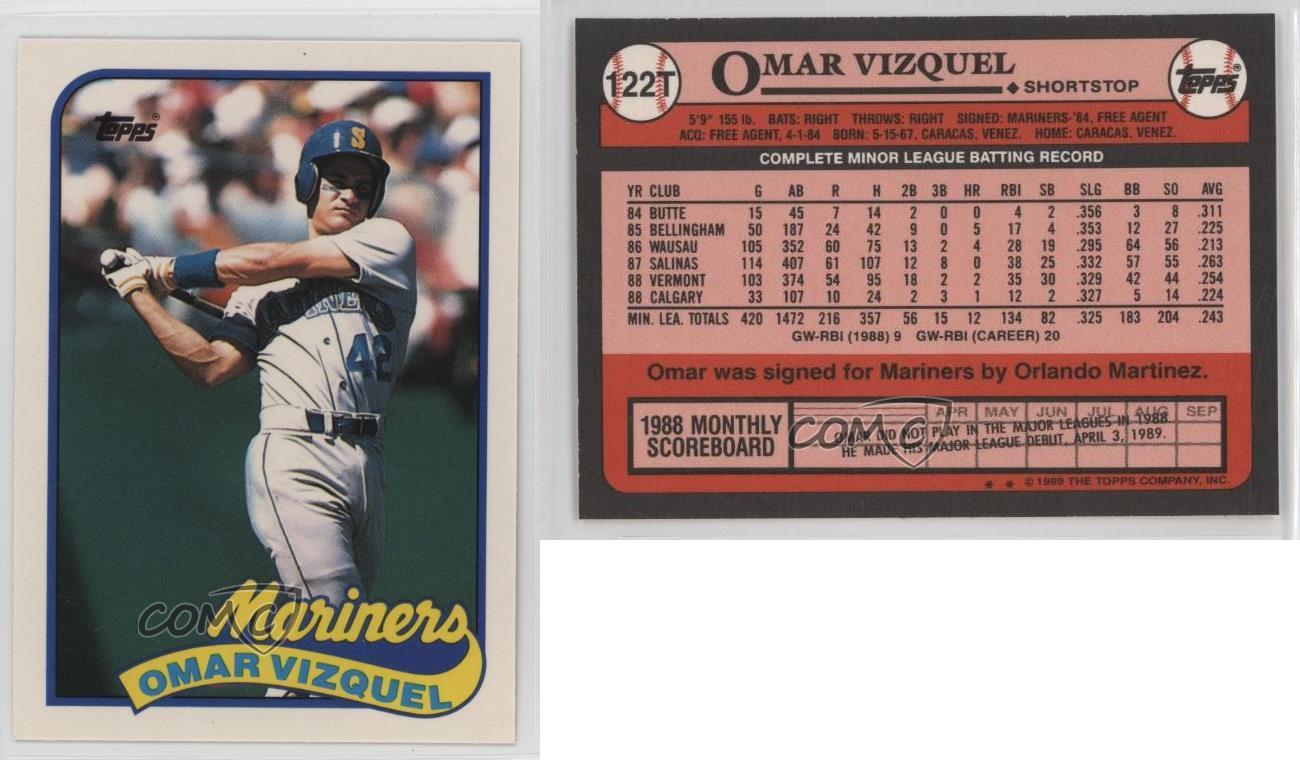 Topps®
S
MARINERS
42
COMC
Mariners
OMAR VIZQUEL
122T
OMAR VIZQUEL
◆ SHORTSTOP
Topps®
5'9" 155 lb. BATS: RIGHT THROWS: RIGHT SIGNED: MARINERS-'84, FREE AGENT
ACQ: FREE AGENT, 4-1-84 BORN: 5-15-67, CARACAS, VENEZ. HOME: CARACAS, VENEZ.
COMPLETE MINOR LEAGUE BATTING RECORD
YR CLUB G AB R H 2B 3B HR RBI SB SLG BB SO AVG
84 BUTTE 15 45 7 14 2 0 0 4 2 .356 3 8 .311
85 BELLINGHAM 50 187 24 42 9 0 5 17 4 .353 12 27 .225
86 WAUSAU 105 352 60 75 13 2 4 28 19 .295 64 56 .213
87 SALINAS 114 407 61 107 12 8 0 38 25 .332 57 55 .263
88 VERMONT 103 374 54 95 18 2 2 35 30 .329 42 44 .254
88 CALGARY 33 107 10 24 2 3 1 12 2 .327 5 14 .224
MIN. LEA. TOTALS 420 1472 216 357 56 15 12 134 82 .325 183 204 .243
GW-RBI (1988) 9 GW-RBI (CAREER) 20
Omar was signed for Mariners by Orlando Martinez.
1988 MONTHLY
SCOREBOARD
APR MAY JUN JUL AUG SEP
OMAR DID NOT PLAY IN THE MAJOR LEAGUES IN 1988.
HE MADE HIS MAJOR LEAGUE DEBUT, APRIL 3, 1989.
COMC
* * © 1989 THE TOPPS COMPANY, INC.